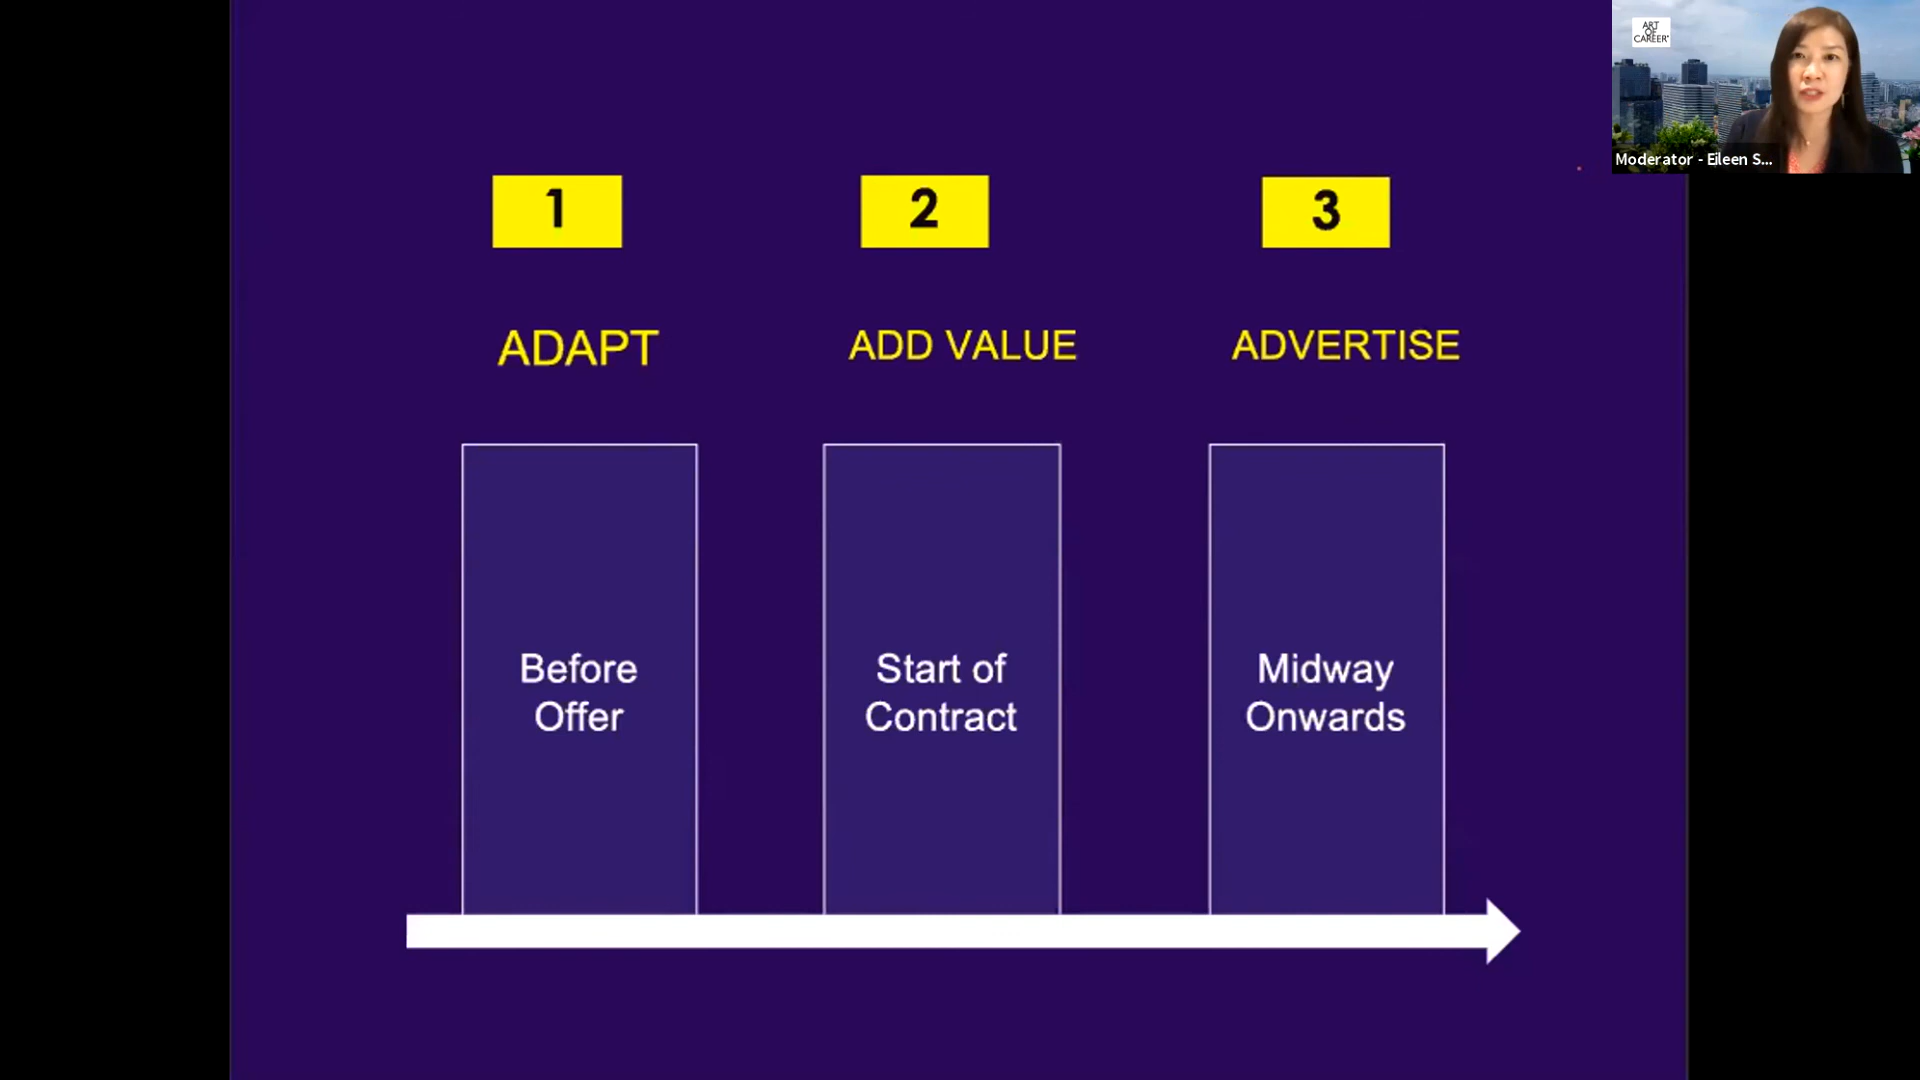 ART
OF
CAREER
Moderator - Eileen S...
1
2
3
ADAPT
ADD VALUE
ADVERTISE
Before
Offer
Start of
Contract
Midway
Onwards